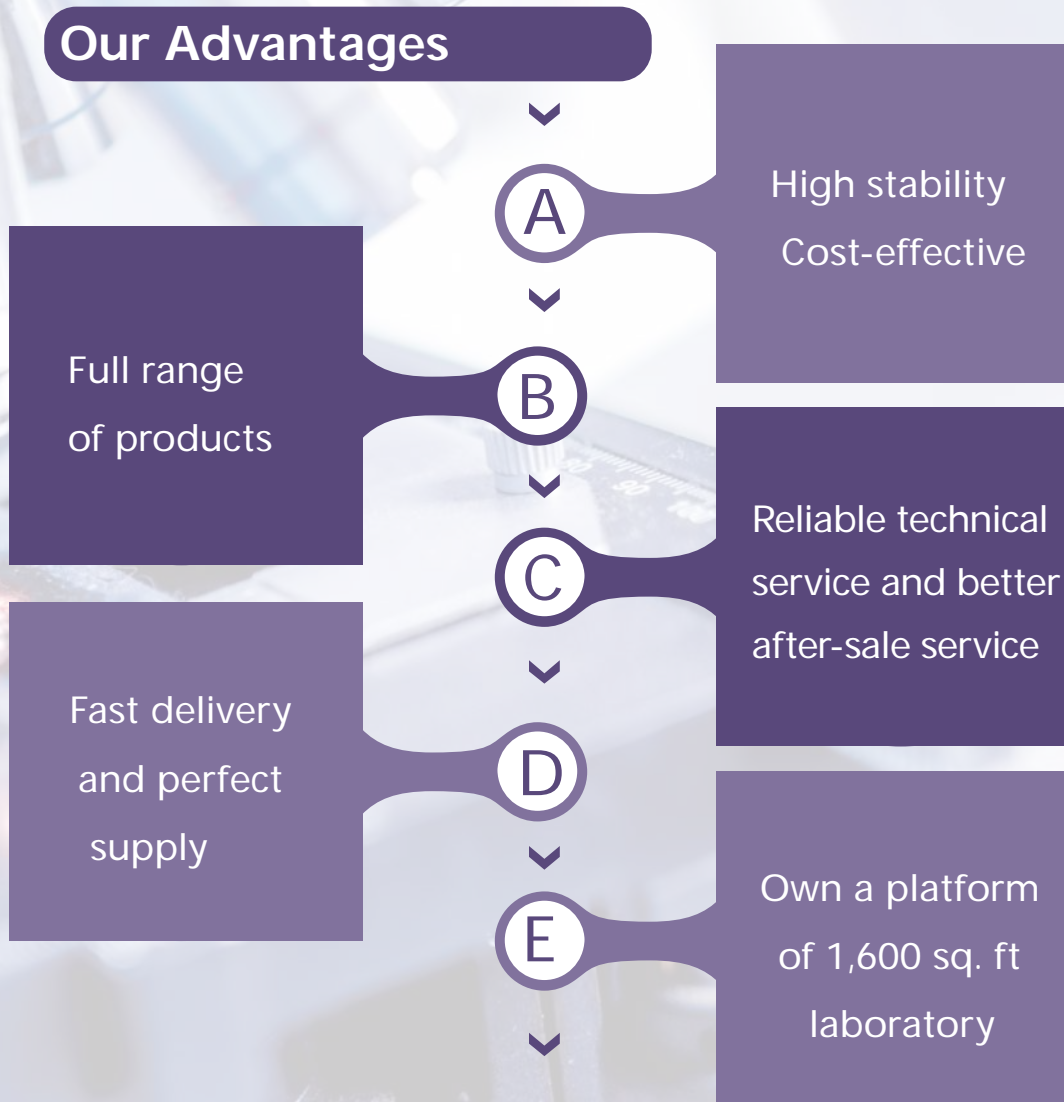 Our Advantages
A
High stability
Cost-effective
B
Full range
of products
C
Reliable technical
service and better
after-sale service
D
Fast delivery
and perfect
supply
E
Own a platform
of 1,600 sq. ft
laboratory